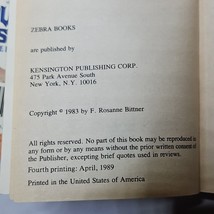 ZEBRA BOOKS
are published by
KENSINGTON PUBLISHING CORP.
475 Park Avenue South
New York, N.Y. 10016
Copyright © 1983 by F. Rosanne Bittner
All rights reserved. No part of this book may be reproduced in
form or by means without the prior written consent of
the Publisher, excepting brief quotes used in reviews.
Fourth printing: April, 1989
Printed in the United States of America